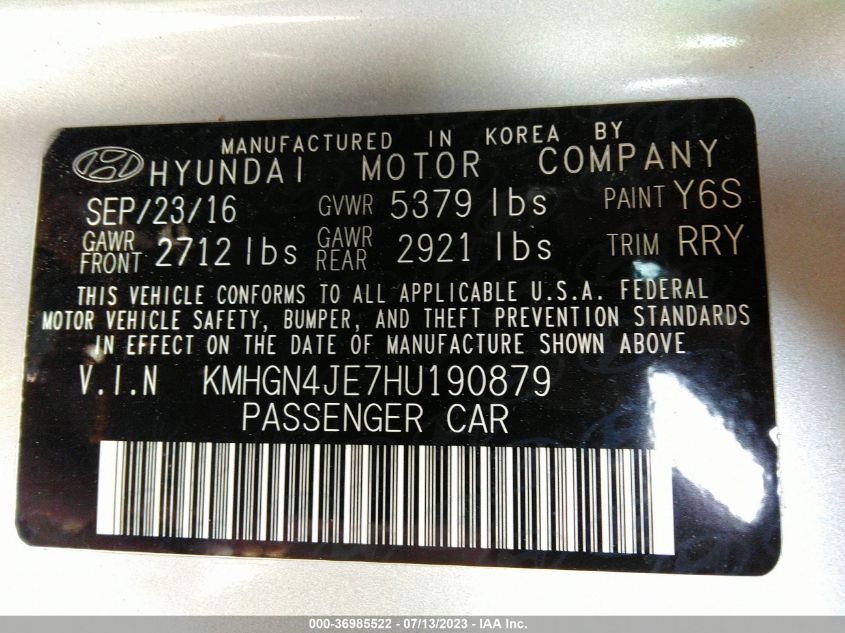 MANUFACTURED IN KOREA BY
HYUNDAI MOTOR COMPANY
SEP/23/16 GVWR 5379 lbs PAINT Y6S
GAWR FRONT 2712 lbs GAWR REAR 2921 lbs TRIM RRY
THIS VEHICLE CONFORMS TO ALL APPLICABLE U.S.A. FEDERAL
MOTOR VEHICLE SAFETY, BUMPER, AND THEFT PREVENTION STANDARDS
IN EFFECT ON THE DATE OF MANUFACTURE SHOWN ABOVE
V.I.N KMHGN4JE7HU190879
PASSENGER CAR
000-36985522 - 07/13/2023 - IAA Inc.